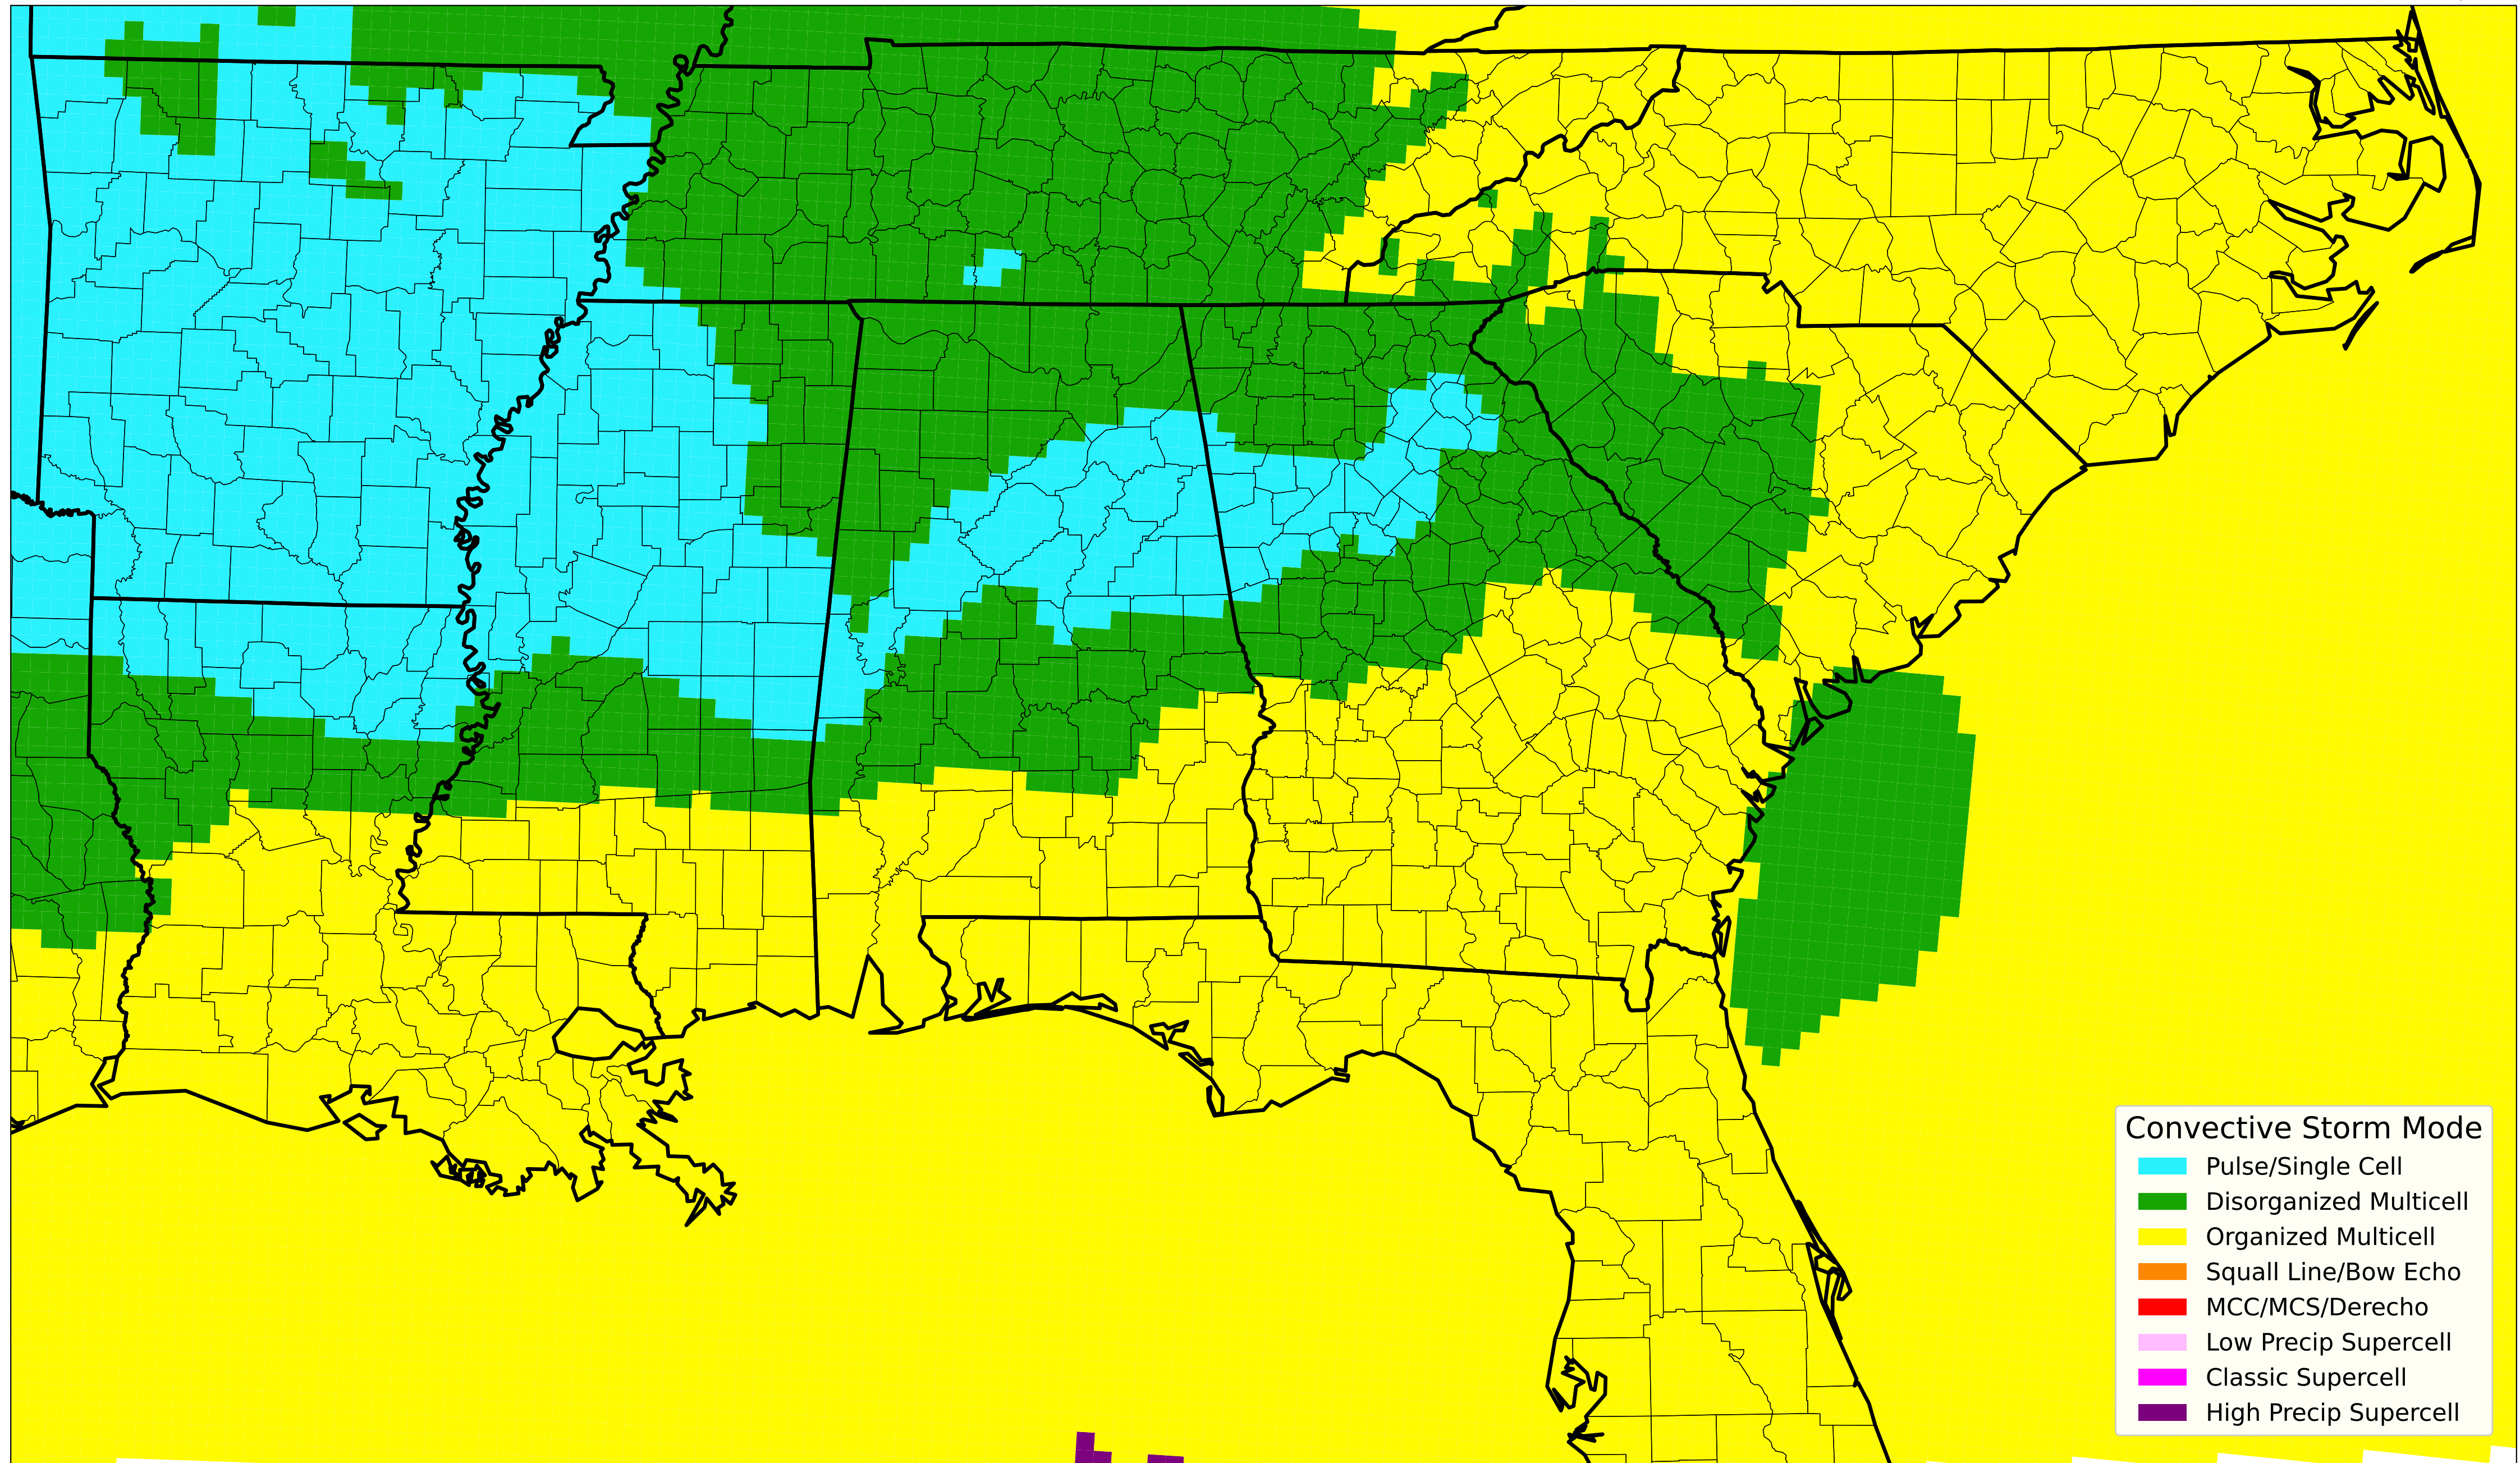 Convective Storm Mode
Pulse/Single Cell
Disorganized Multicell
Organized Multicell
Squall Line/Bow Echo
MCC/MCS/Derecho
Low Precip Supercell
Classic Supercell
High Precip Supercell